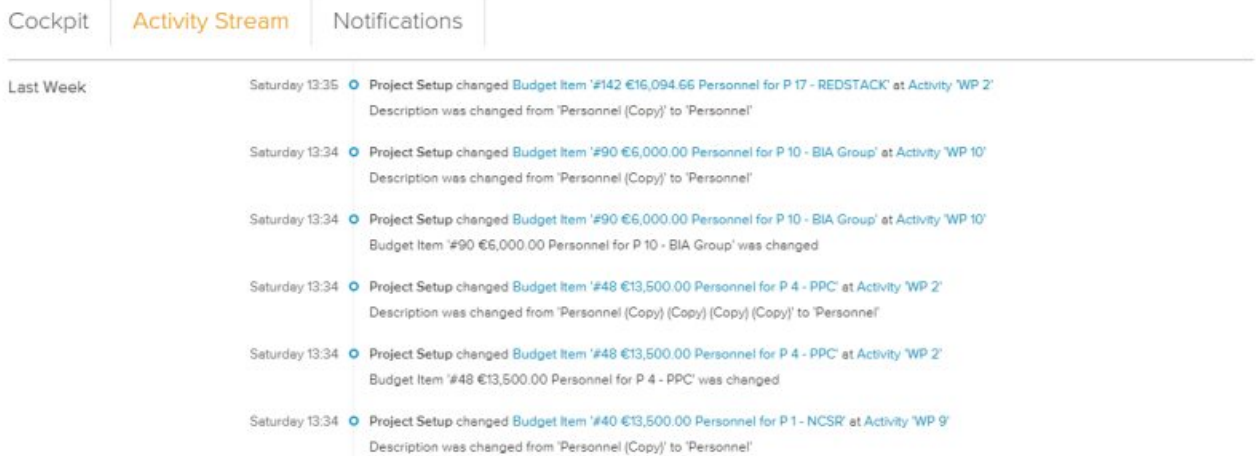 Cockpit Activity Stream Notifications
Last Week Saturday 13:35 Project Setup changed Budget Item '#142 €16,094.66 Personnel for P 17 - REDSTACK' at Activity 'WP 2'
Description was changed from 'Personnel (Copy)' to 'Personnel'
Saturday 13:34 Project Setup changed Budget Item '#90 €6,000.00 Personnel for P 10 - BIA Group' at Activity 'WP 10'
Description was changed from 'Personnel (Copy)' to 'Personnel'
Saturday 13:34 Project Setup changed Budget Item '#90 €6,000.00 Personnel for P 10 - BIA Group' at Activity 'WP 10'
Budget Item '#90 €6,000.00 Personnel for P 10 - BIA Group' was changed
Saturday 13:34 Project Setup changed Budget Item '#48 €13,500.00 Personnel for P 4 - PPC' at Activity 'WP 2'
Description was changed from 'Personnel (Copy) (Copy) (Copy) (Copy)' to 'Personnel'
Saturday 13:34 Project Setup changed Budget Item '#48 €13,500.00 Personnel for P 4 - PPC' at Activity 'WP 2'
Budget Item '#48 €13,500.00 Personnel for P 4 - PPC' was changed
Saturday 13:34 Project Setup changed Budget Item '#40 €13,500.00 Personnel for P 1 - NCSR' at Activity 'WP 9'
Description was changed from 'Personnel (Copy)' to 'Personnel'